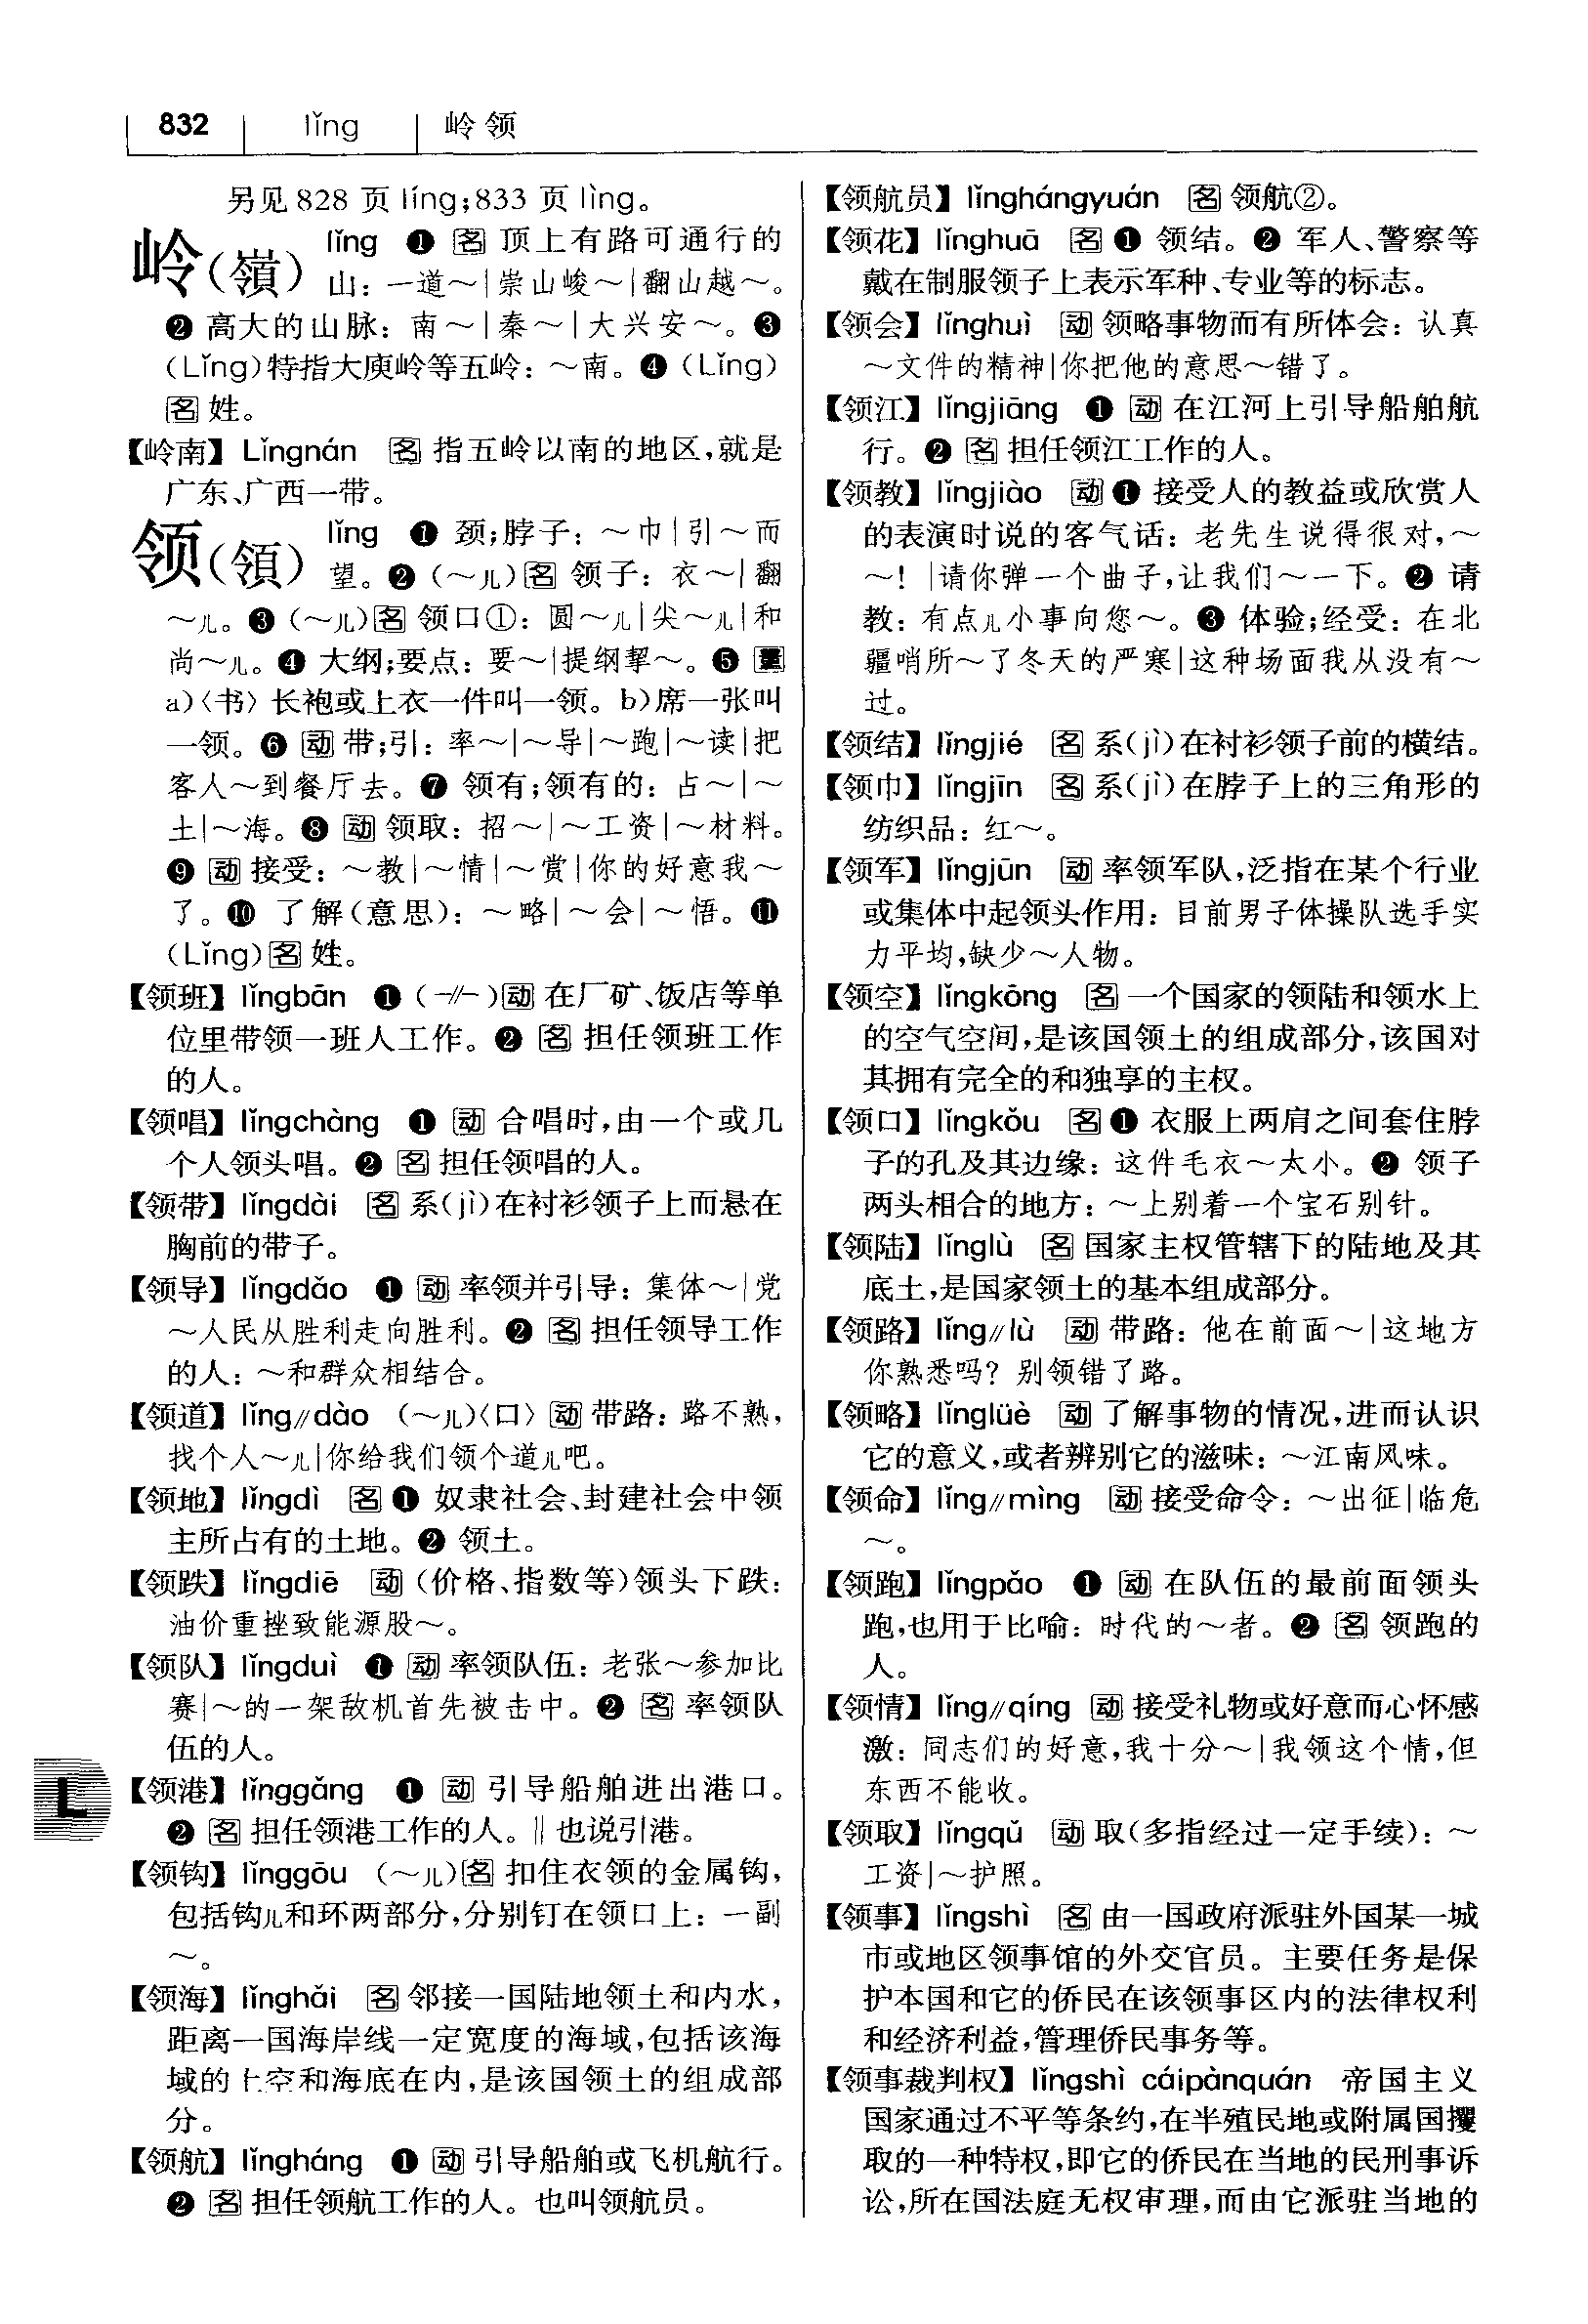 832 lǐng 岭领
另见 828 页 líng;833 页 lìng。
岭(嶺) lǐng ❶ 名 顶上有路可通行的
山：一道～|崇山峻～|翻山越～。
❷ 高大的山脉：南～|秦～|大兴安～。❸
(Lǐng)特指大庾岭等五岭：～南。❹ (Lǐng)
名 姓。
【岭南】 Lǐngnán 名 指五岭以南的地区,就是
广东、广西一带。
领(領) lǐng ❶ 颈;脖子：～巾|引～而
望。❷ (～儿)名 领子：衣～|翻
～儿。❸ (～儿)名 领口①：圆～儿|尖～儿|和
尚～儿。❹ 大纲;要点：要～|提纲挈～。❺ 量
a)〈书〉长袍或上衣一件叫一领。b)席一张叫
一领。❻ 动 带;引：率～|～导|～跑|～读|把
客人～到餐厅去。❼ 领有;领有的：占～|～
土|～海。❽ 动 领取：招～|～工资|～材料。
❾ 动 接受：～教|～情|～赏|你的好意我～
了。❿ 了解(意思)：～略|～会|～悟。⓫
(Lǐng)名 姓。
【领班】 lǐngbān ❶ (-//-)动 在厂矿、饭店等单
位里带领一班人工作。❷ 名 担任领班工作
的人。
【领唱】 lǐngchàng ❶ 动 合唱时,由一个或几
个人领头唱。❷ 名 担任领唱的人。
【领带】 lǐngdài 名 系(jì)在衬衫领子上而悬在
胸前的带子。
【领导】 lǐngdǎo ❶ 动 率领并引导：集体～|党
～人民从胜利走向胜利。❷ 名 担任领导工作
的人：～和群众相结合。
【领道】 lǐng//dào (～儿)〈口〉动 带路：路不熟,
找个人～儿|你给我们领个道儿吧。
【领地】 lǐngdì 名 ❶ 奴隶社会、封建社会中领
主所占有的土地。❷ 领土。
【领跌】 lǐngdiē 动 (价格、指数等)领头下跌：
油价重挫致能源股～。
【领队】 lǐngduì ❶ 动 率领队伍：老张～参加比
赛|～的一架敌机首先被击中。❷ 名 率领队
伍的人。
【领港】 lǐnggǎng ❶ 动 引导船舶进出港口。
❷ 名 担任领港工作的人。‖也说引港。
【领钩】 lǐnggōu (～儿)名 扣住衣领的金属钩,
包括钩儿和环两部分,分别钉在领口上：一副
～。
【领海】 lǐnghǎi 名 邻接一国陆地领土和内水,
距离一国海岸线一定宽度的海域,包括该海
域的上空和海底在内,是该国领土的组成部
分。
【领航】 lǐngháng ❶ 动 引导船舶或飞机航行。
❷ 名 担任领航工作的人。也叫领航员。
L
【领航员】 lǐnghángyuán 名 领航②。
【领花】 lǐnghuā 名 ❶ 领结。❷ 军人、警察等
戴在制服领子上表示军种、专业等的标志。
【领会】 lǐnghuì 动 领略事物而有所体会：认真
～文件的精神|你把他的意思～错了。
【领江】 lǐngjiāng ❶ 动 在江河上引导船舶航
行。❷ 名 担任领江工作的人。
【领教】 lǐngjiào 动 ❶ 接受人的教益或欣赏人
的表演时说的客气话：老先生说得很对,～
～！|请你弹一个曲子,让我们～一下。❷ 请
教：有点儿小事向您～。❸ 体验;经受：在北
疆哨所～了冬天的严寒|这种场面我从没有～
过。
【领结】 lǐngjié 名 系(jì)在衬衫领子前的横结。
【领巾】 lǐngjīn 名 系(jì)在脖子上的三角形的
纺织品：红～。
【领军】 lǐngjūn 动 率领军队,泛指在某个行业
或集体中起领头作用：目前男子体操队选手实
力平均,缺少～人物。
【领空】 lǐngkōng 名 一个国家的领陆和领水上
的空气空间,是该国领土的组成部分,该国对
其拥有完全的和独享的主权。
【领口】 lǐngkǒu 名 ❶ 衣服上两肩之间套住脖
子的孔及其边缘：这件毛衣～太小。❷ 领子
两头相合的地方：～上别着一个宝石别针。
【领陆】 lǐnglù 名 国家主权管辖下的陆地及其
底土,是国家领土的基本组成部分。
【领路】 lǐng//lù 动 带路：他在前面～|这地方
你熟悉吗？别领错了路。
【领略】 lǐnglüè 动 了解事物的情况,进而认识
它的意义,或者辨别它的滋味：～江南风味。
【领命】 lǐng//mìng 动 接受命令：～出征|临危
～。
【领跑】 lǐngpǎo ❶ 动 在队伍的最前面领头
跑,也用于比喻：时代的～者。❷ 名 领跑的
人。
【领情】 lǐng//qíng 动 接受礼物或好意而心怀感
激：同志们的好意,我十分～|我领这个情,但
东西不能收。
【领取】 lǐngqǔ 动 取(多指经过一定手续)：～
工资|～护照。
【领事】 lǐngshì 名 由一国政府派驻外国某一城
市或地区领事馆的外交官员。主要任务是保
护本国和它的侨民在该领事区内的法律权利
和经济利益,管理侨民事务等。
【领事裁判权】 lǐngshì cáipànquán 帝国主义
国家通过不平等条约,在半殖民地或附属国攫
取的一种特权,即它的侨民在当地的民刑事诉
讼,所在国法庭无权审理,而由它派驻当地的